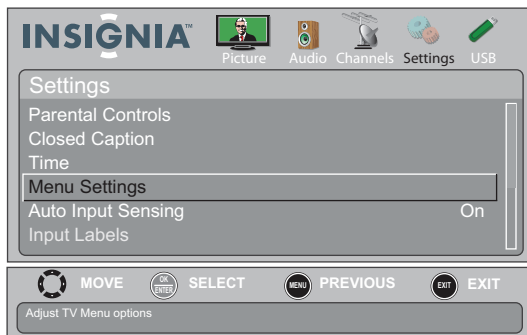 INSIGNIA™
Picture Audio Channels Settings USB
Settings
Parental Controls
Closed Caption
Time
Menu Settings
Auto Input Sensing On
Input Labels
MOVE OK ENTER SELECT MENU PREVIOUS EXIT EXIT
Adjust TV Menu options